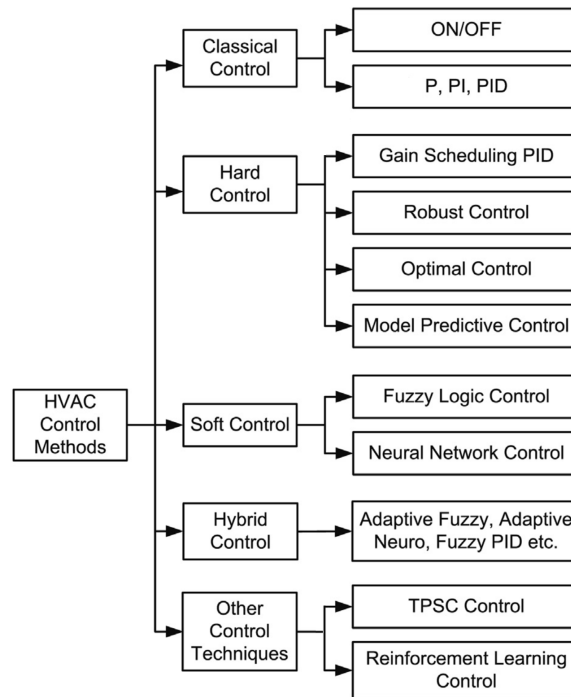 HVAC
Control
Methods
Classical
Control
ON/OFF
P, PI, PID
Hard
Control
Gain Scheduling PID
Robust Control
Optimal Control
Model Predictive Control
Soft Control
Fuzzy Logic Control
Neural Network Control
Hybrid
Control
Adaptive Fuzzy, Adaptive
Neuro, Fuzzy PID etc.
Other
Control
Techniques
TPSC Control
Reinforcement Learning
Control